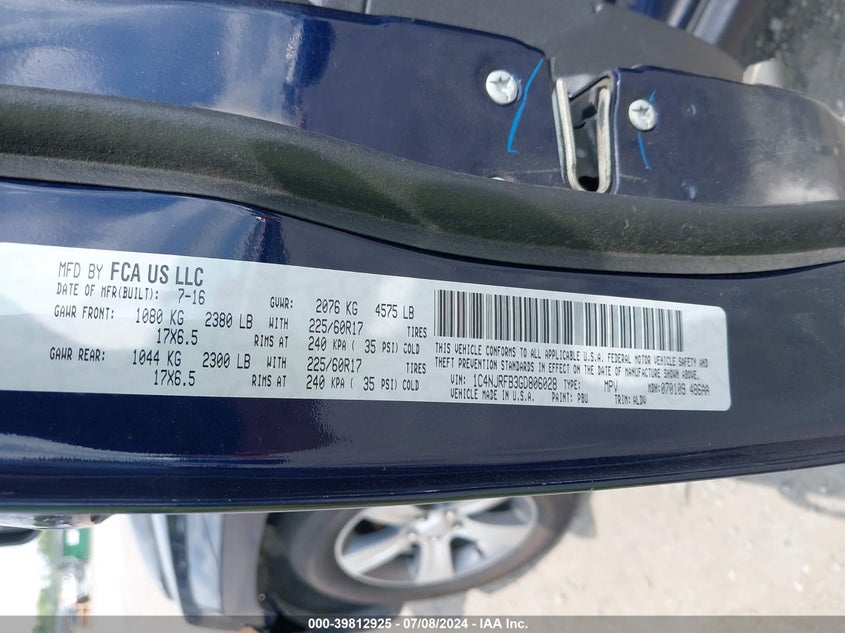 MFD BY FCA US LLC
DATE OF MFR(BUILT): 7-16 GVWR: 2076 KG 4575 LB
GAWR FRONT: 1080 KG 2380 LB WITH 225/60R17 TIRES
17X6.5 RIMS AT 240 KPA ( 35 PSI) COLD
GAWR REAR: 1044 KG 2300 LB WITH 225/60R17 TIRES
17X6.5 RIMS AT 240 KPA ( 35 PSI) COLD
THIS VEHICLE CONFORMS TO ALL APPLICABLE U.S.A. FEDERAL MOTOR VEHICLE SAFETY AND
THEFT PREVENTION STANDARDS IN EFFECT ON THE DATE OF MANUFACTURE SHOWN ABOVE.
VIN: 1C4NJRFB3GD806028 TYPE: MPV MDH:070109 486AA
VEHICLE MADE IN U.S.A. PAINT: PBU TRIM: ALDV
000-39812925 - 07/08/2024 - IAA Inc.